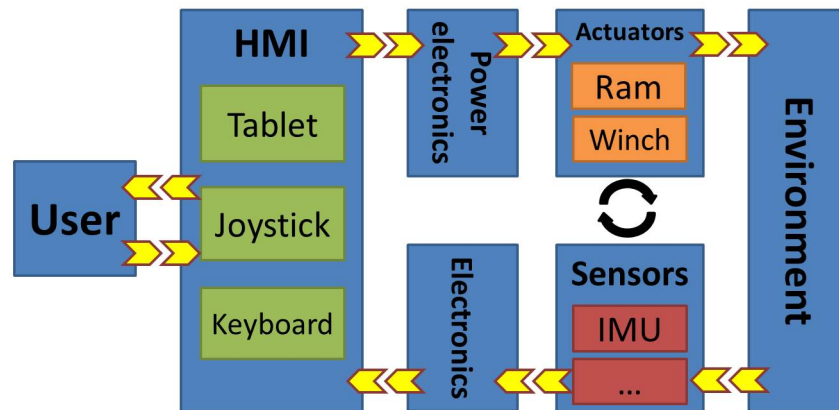 HMI
Tablet
Joystick
Keyboard
User
Power
electronics
Actuators
Ram
Winch
Environment
Electronics
Sensors
IMU
...